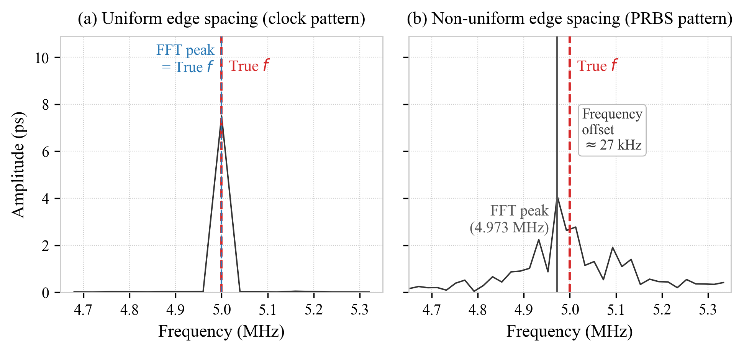 (a) Uniform edge spacing (clock pattern)
FFT peak
= True f
True f
10
8
6
4
2
0
Amplitude (ps)
4.7 4.8 4.9 5.0 5.1 5.2 5.3
Frequency (MHz)
(b) Non-uniform edge spacing (PRBS pattern)
True f
Frequency
offset
≈ 27 kHz
FFT peak
(4.973 MHz)
4.7 4.8 4.9 5.0 5.1 5.2 5.3
Frequency (MHz)